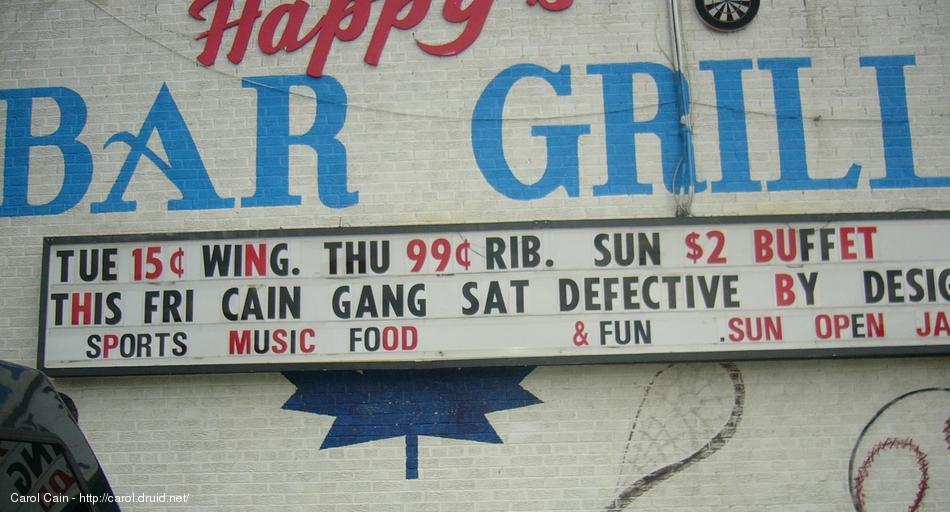 Happy's
BAR GRILL
TUE 15¢ WING. THU 99¢ RIB. SUN $2 BUFFET
THIS FRI CAIN GANG SAT DEFECTIVE BY DESIG
SPORTS MUSIC FOOD & FUN .SUN OPEN JA
Carol Cain - http://carol.druid.net/